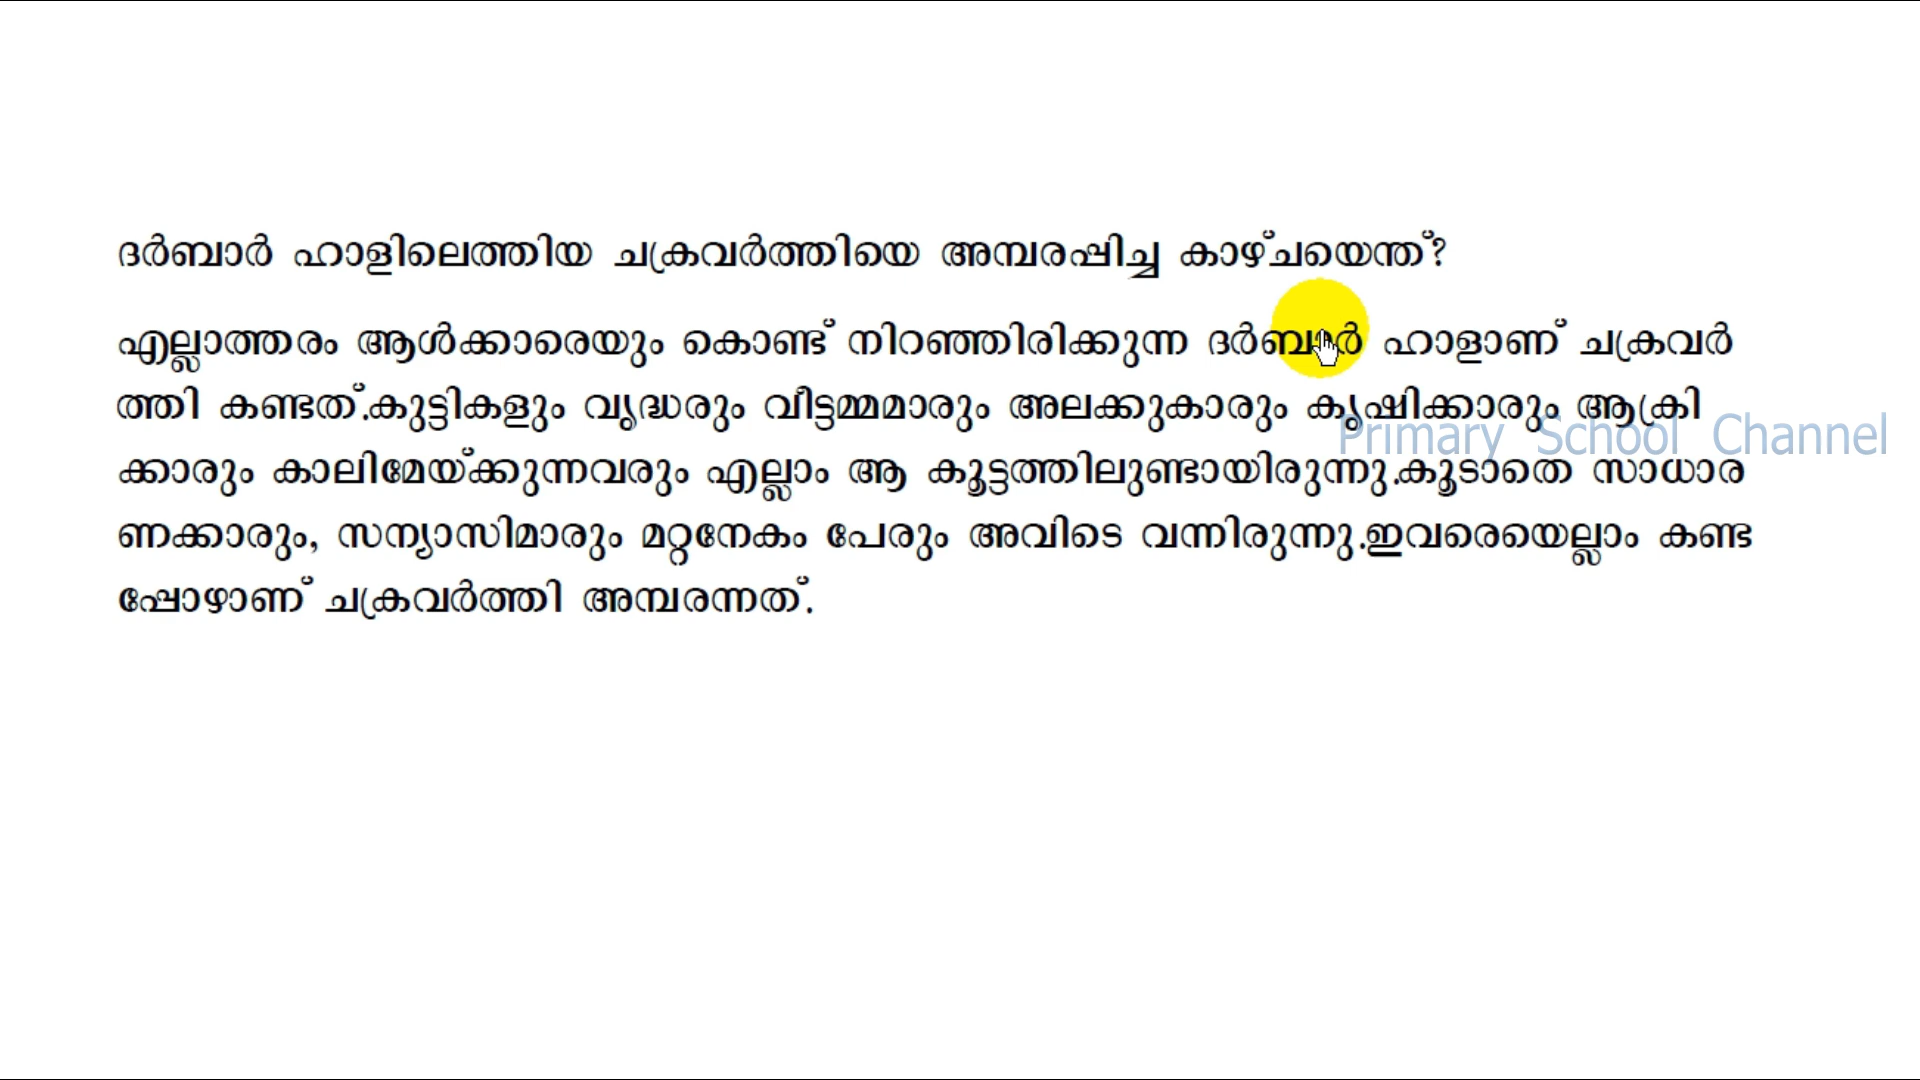 ദർബാർ ഹാളിലെത്തിയ ചക്രവർത്തിയെ അമ്പരപ്പിച്ച കാഴ്ചയെന്ത്?
എല്ലാത്തരം ആൾക്കാരെയും കൊണ്ട് നിറഞ്ഞിരിക്കുന്ന ദർബാർ ഹാളാണ് ചക്രവർ
ത്തി കണ്ടത്.കുട്ടികളും വൃദ്ധരും വീട്ടമ്മമാരും അലക്കുകാരും കൃഷിക്കാരും ആക്രി
Primary School Channel
ക്കാരും കാലിമേയ്ക്കുന്നവരും എല്ലാം ആ കൂട്ടത്തിലുണ്ടായിരുന്നു.കൂടാതെ സാധാര
ണക്കാരും, സന്യാസിമാരും മറ്റനേകം പേരും അവിടെ വന്നിരുന്നു.ഇവരെയെല്ലാം കണ്ട
പ്പോഴാണ് ചക്രവർത്തി അമ്പരന്നത്.